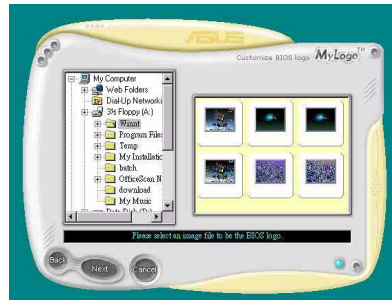 ASUS
Customize BIOS logo MyLogo™
My Computer
Web Folders
Dial-Up Networki
3½ Floppy (A:)
Winnt
Program Files
Temp
My Installatic
batch
OfficeScan N
download
My Music
Please select an image file to be the BIOS logo.
Back
Next
Cancel